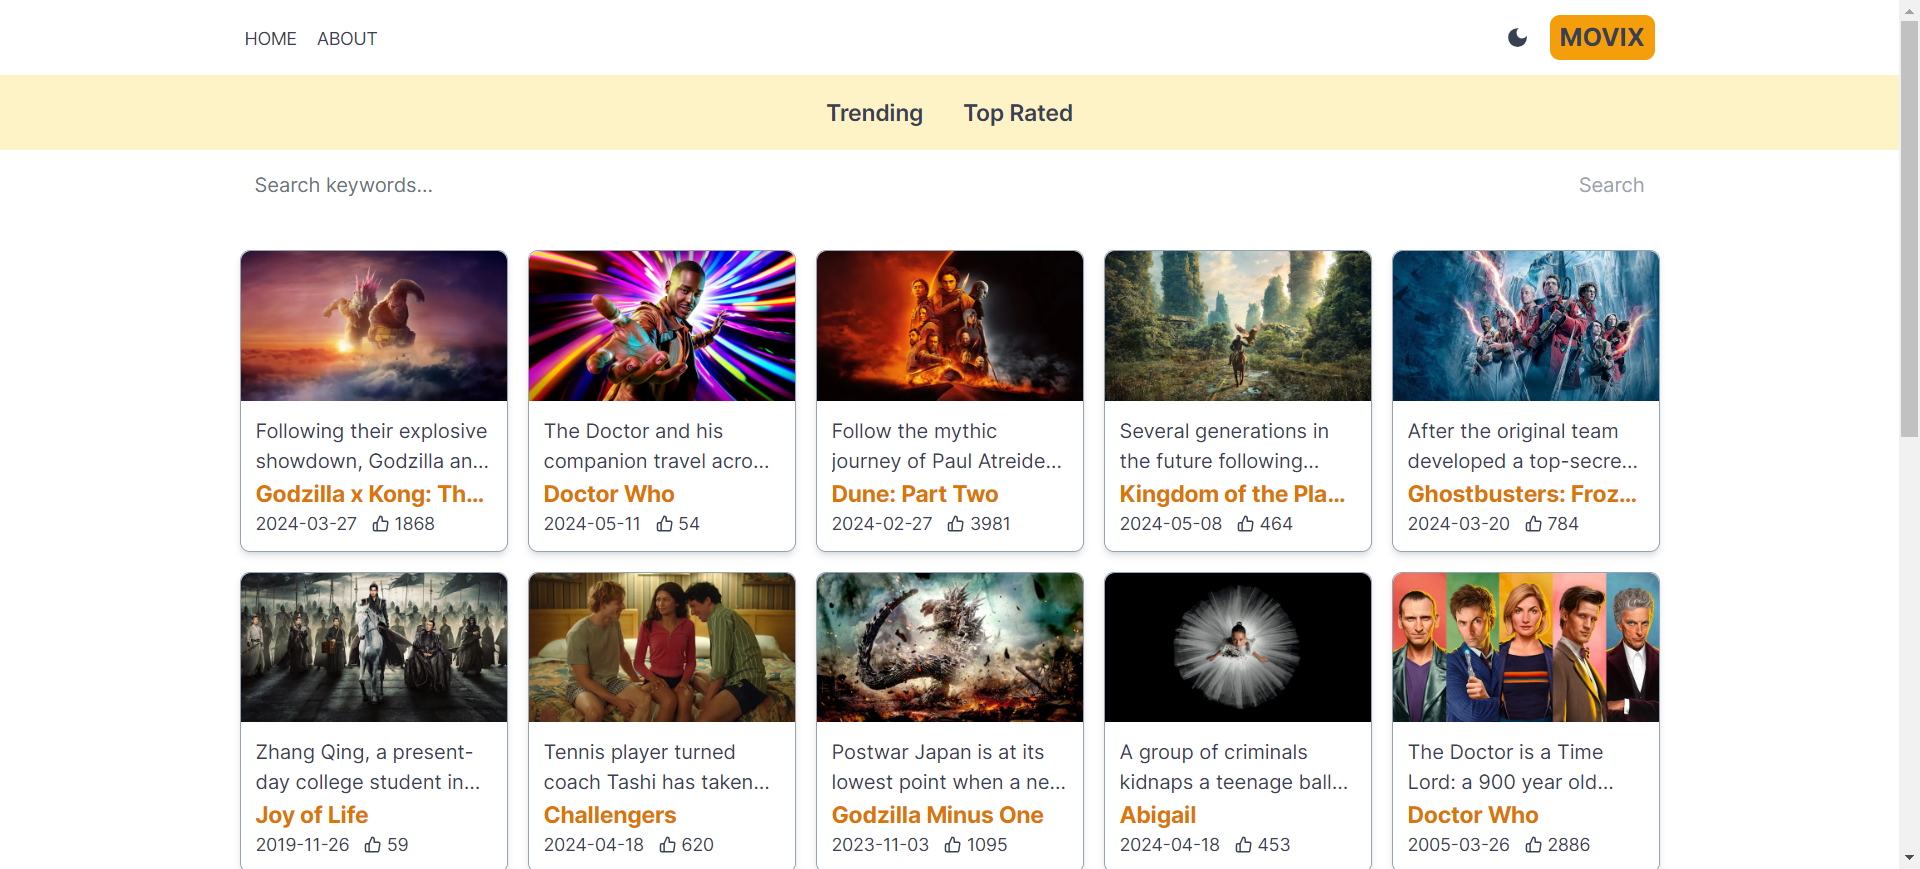 HOME ABOUT MOVIX
Trending Top Rated
Search keywords... Search
Following their explosive
showdown, Godzilla an...
Godzilla x Kong: Th...
2024-03-27 1868
The Doctor and his
companion travel acro...
Doctor Who
2024-05-11 54
Follow the mythic
journey of Paul Atreide...
Dune: Part Two
2024-02-27 3981
Several generations in
the future following...
Kingdom of the Pla...
2024-05-08 464
After the original team
developed a top-secre...
Ghostbusters: Froz...
2024-03-20 784
Zhang Qing, a present-
day college student in...
Joy of Life
2019-11-26 59
Tennis player turned
coach Tashi has taken...
Challengers
2024-04-18 620
Postwar Japan is at its
lowest point when a ne...
Godzilla Minus One
2023-11-03 1095
A group of criminals
kidnaps a teenage ball...
Abigail
2024-04-18 453
The Doctor is a Time
Lord: a 900 year old...
Doctor Who
2005-03-26 2886